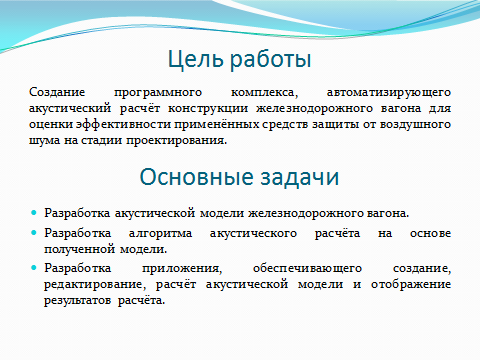 Цель работы
Создание программного комплекса, автоматизирующего
акустический расчёт конструкции железнодорожного вагона для
оценки эффективности применённых средств защиты от воздушного
шума на стадии проектирования.
Основные задачи
Разработка акустической модели железнодорожного вагона.
Разработка алгоритма акустического расчёта на основе
полученной модели.
Разработка приложения, обеспечивающего создание,
редактирование, расчёт акустической модели и отображение
результатов расчёта.